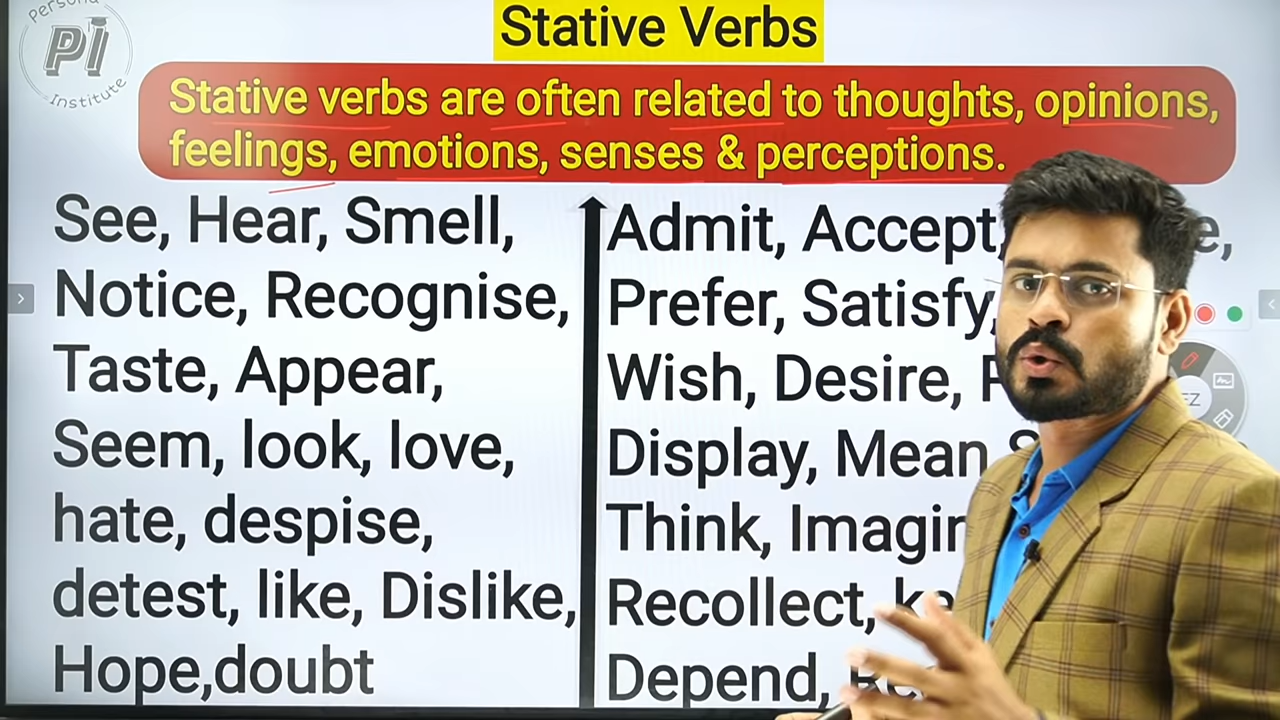 Persona
PI
Institute
Stative Verbs
Stative verbs are often related to thoughts, opinions,
feelings, emotions, senses & perceptions.
See, Hear, Smell,
Notice, Recognise,
Taste, Appear,
Seem, look, love,
hate, despise,
detest, like, Dislike,
Hope,doubt
Admit, Accept,
Prefer, Satisfy,
Wish, Desire,
Display, Mean
Think,
Recollect,
Depend,